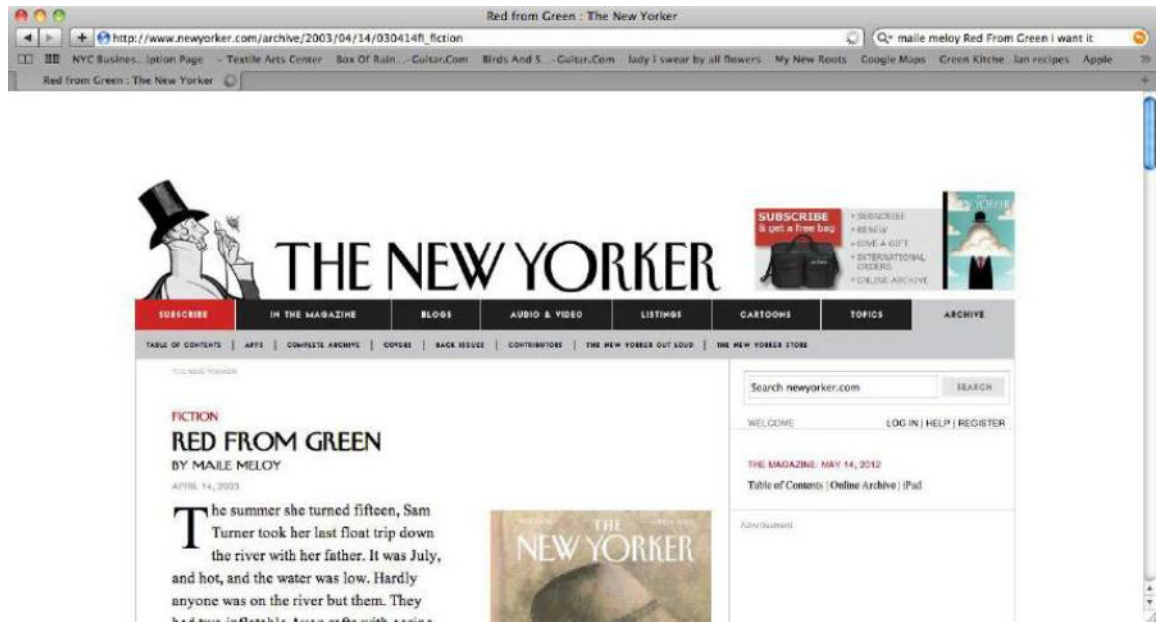 Red from Green : The New Yorker
http://www.newyorker.com/archive/2003/04/14/030414fi_fiction
maile meloy Red From Green i want it
NYC Busines...iption Page - Textile Arts Center Box Of Rain...-Guitar.Com Birds And S...-Guitar.Com lady i swear by all flowers My New Roots Google Maps Green Kitche...ian recipes Apple
Red from Green : The New Yorker
THE NEW YORKER
SUBSCRIBE
& get a free bag
SUBSCRIBE
RENEW
GIVE A GIFT
INTERNATIONAL
ORDERS
ONLINE ARCHIVE
SUBSCRIBE IN THE MAGAZINE BLOGS AUDIO & VIDEO LISTINGS CARTOONS TOPICS ARCHIVE
TABLE OF CONTENTS | APPS | COMPLETE ARCHIVE | COVERS | BACK ISSUES | CONTRIBUTORS | THE NEW YORKER OUT LOUD | THE NEW YORKER STORE
THE NEW YORKER
FICTION
RED FROM GREEN
BY MAILE MELOY
APRIL 14, 2003
The summer she turned fifteen, Sam
Turner took her last float trip down
the river with her father. It was July,
and hot, and the water was low. Hardly
anyone was on the river but them. They
THE
NEW YORKER
Search newyorker.com SEARCH
WELCOME LOG IN | HELP | REGISTER
THE MAGAZINE: MAY 14, 2012
Table of Contents | Online Archive | iPad
Advertisement